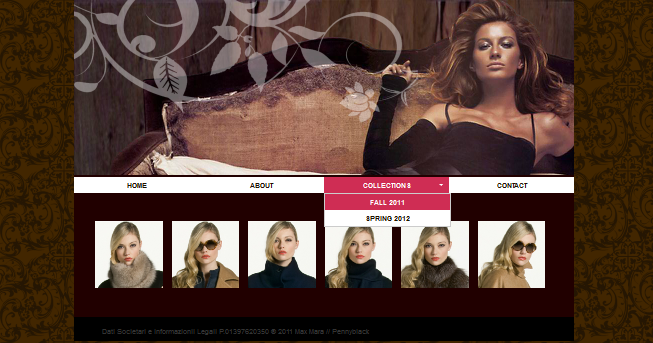 HOME
ABOUT
COLLECTIONS
CONTACT
FALL 2011
SPRING 2012
Dati Societari e Informazioni Legali P.01397620350 © 2011 Max Mara // Pennyblack